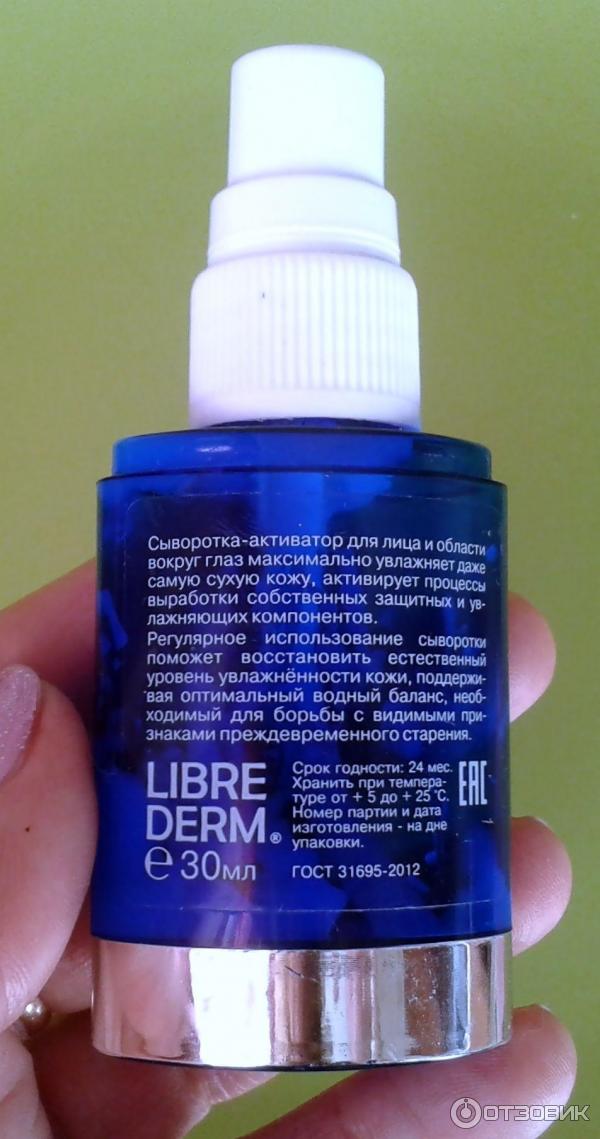 Сыворотка-активатор для лица и области
вокруг глаз максимально увлажняет даже
самую сухую кожу, активирует процессы
выработки собственных защитных и ув-
лажняющих компонентов.
Регулярное использование сыворотки
поможет восстановить естественный
уровень увлажнённости кожи, поддержи-
вая оптимальный водный баланс, необ-
ходимый для борьбы с видимыми при-
знаками преждевременного старения.
LIBRE
DERM®
℮ 30мл
Срок годности: 24 мес.
Хранить при темпера-
туре от + 5 до + 25 °С.
Номер партии и дата
изготовления - на дне
упаковки.
ГОСТ 31695-2012
EAC
ОТЗОВИК